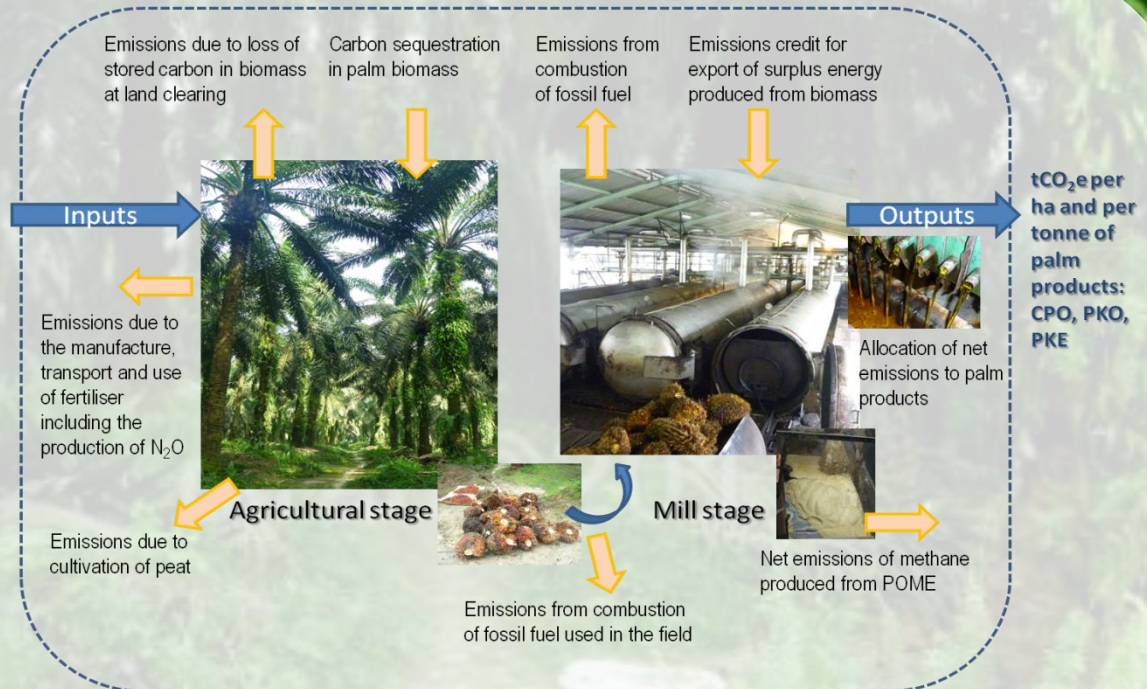 Emissions due to loss of
stored carbon in biomass
at land clearing
Carbon sequestration
in palm biomass
Emissions from
combustion
of fossil fuel
Emissions credit for
export of surplus energy
produced from biomass
Inputs
Outputs
tCO₂e per
ha and per
tonne of
palm
products:
CPO, PKO,
PKE
Emissions due to
the manufacture,
transport and use
of fertiliser
including the
production of N₂O
Allocation of net
emissions to palm
products
Agricultural stage
Mill stage
Emissions due to
cultivation of peat
Net emissions of methane
produced from POME
Emissions from combustion
of fossil fuel used in the field